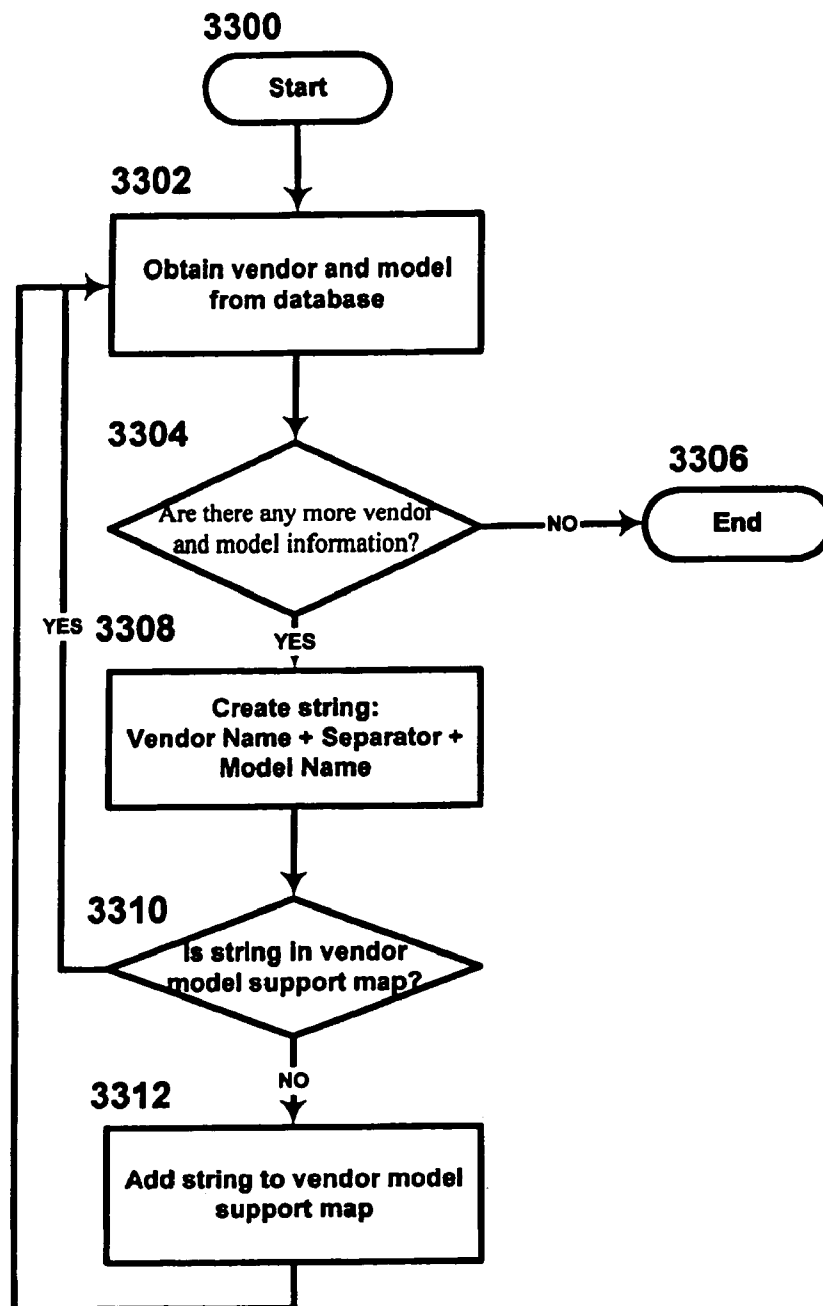 3300
Start
3302
Obtain vendor and model
from database
3304
Are there any more vendor
and model information?
NO
3306
End
YES
3308
YES
Create string:
Vendor Name + Separator +
Model Name
3310
Is string in vendor
model support map?
NO
3312
Add string to vendor model
support map